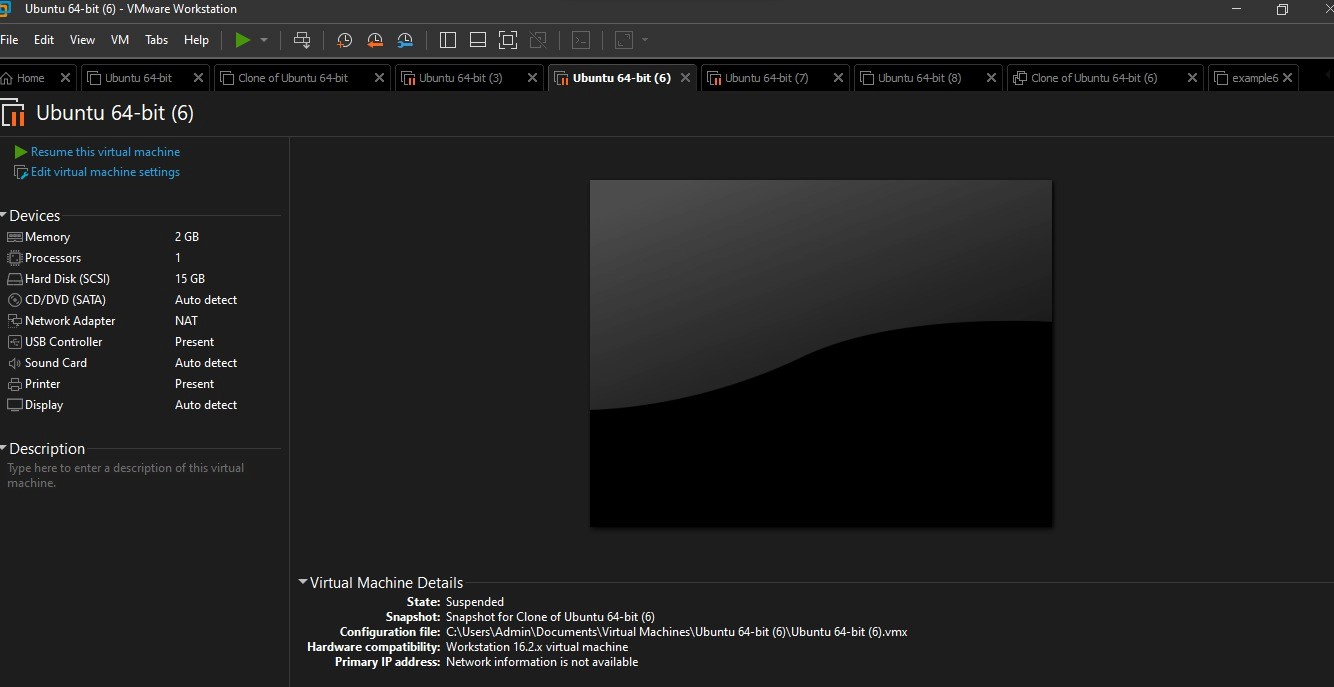 Ubuntu 64-bit (6) - VMware Workstation
File Edit View VM Tabs Help
Home Ubuntu 64-bit Clone of Ubuntu 64-bit Ubuntu 64-bit (3) Ubuntu 64-bit (6) Ubuntu 64-bit (7) Ubuntu 64-bit (8) Clone of Ubuntu 64-bit (6) example6
Ubuntu 64-bit (6)
Resume this virtual machine
Edit virtual machine settings
Devices
Memory 2 GB
Processors 1
Hard Disk (SCSI) 15 GB
CD/DVD (SATA) Auto detect
Network Adapter NAT
USB Controller Present
Sound Card Auto detect
Printer Present
Display Auto detect
Description
Type here to enter a description of this virtual
machine.
Virtual Machine Details
State: Suspended
Snapshot: Snapshot for Clone of Ubuntu 64-bit (6)
Configuration file: C:\Users\Admin\Documents\Virtual Machines\Ubuntu 64-bit (6)\Ubuntu 64-bit (6).vmx
Hardware compatibility: Workstation 16.2.x virtual machine
Primary IP address: Network information is not available